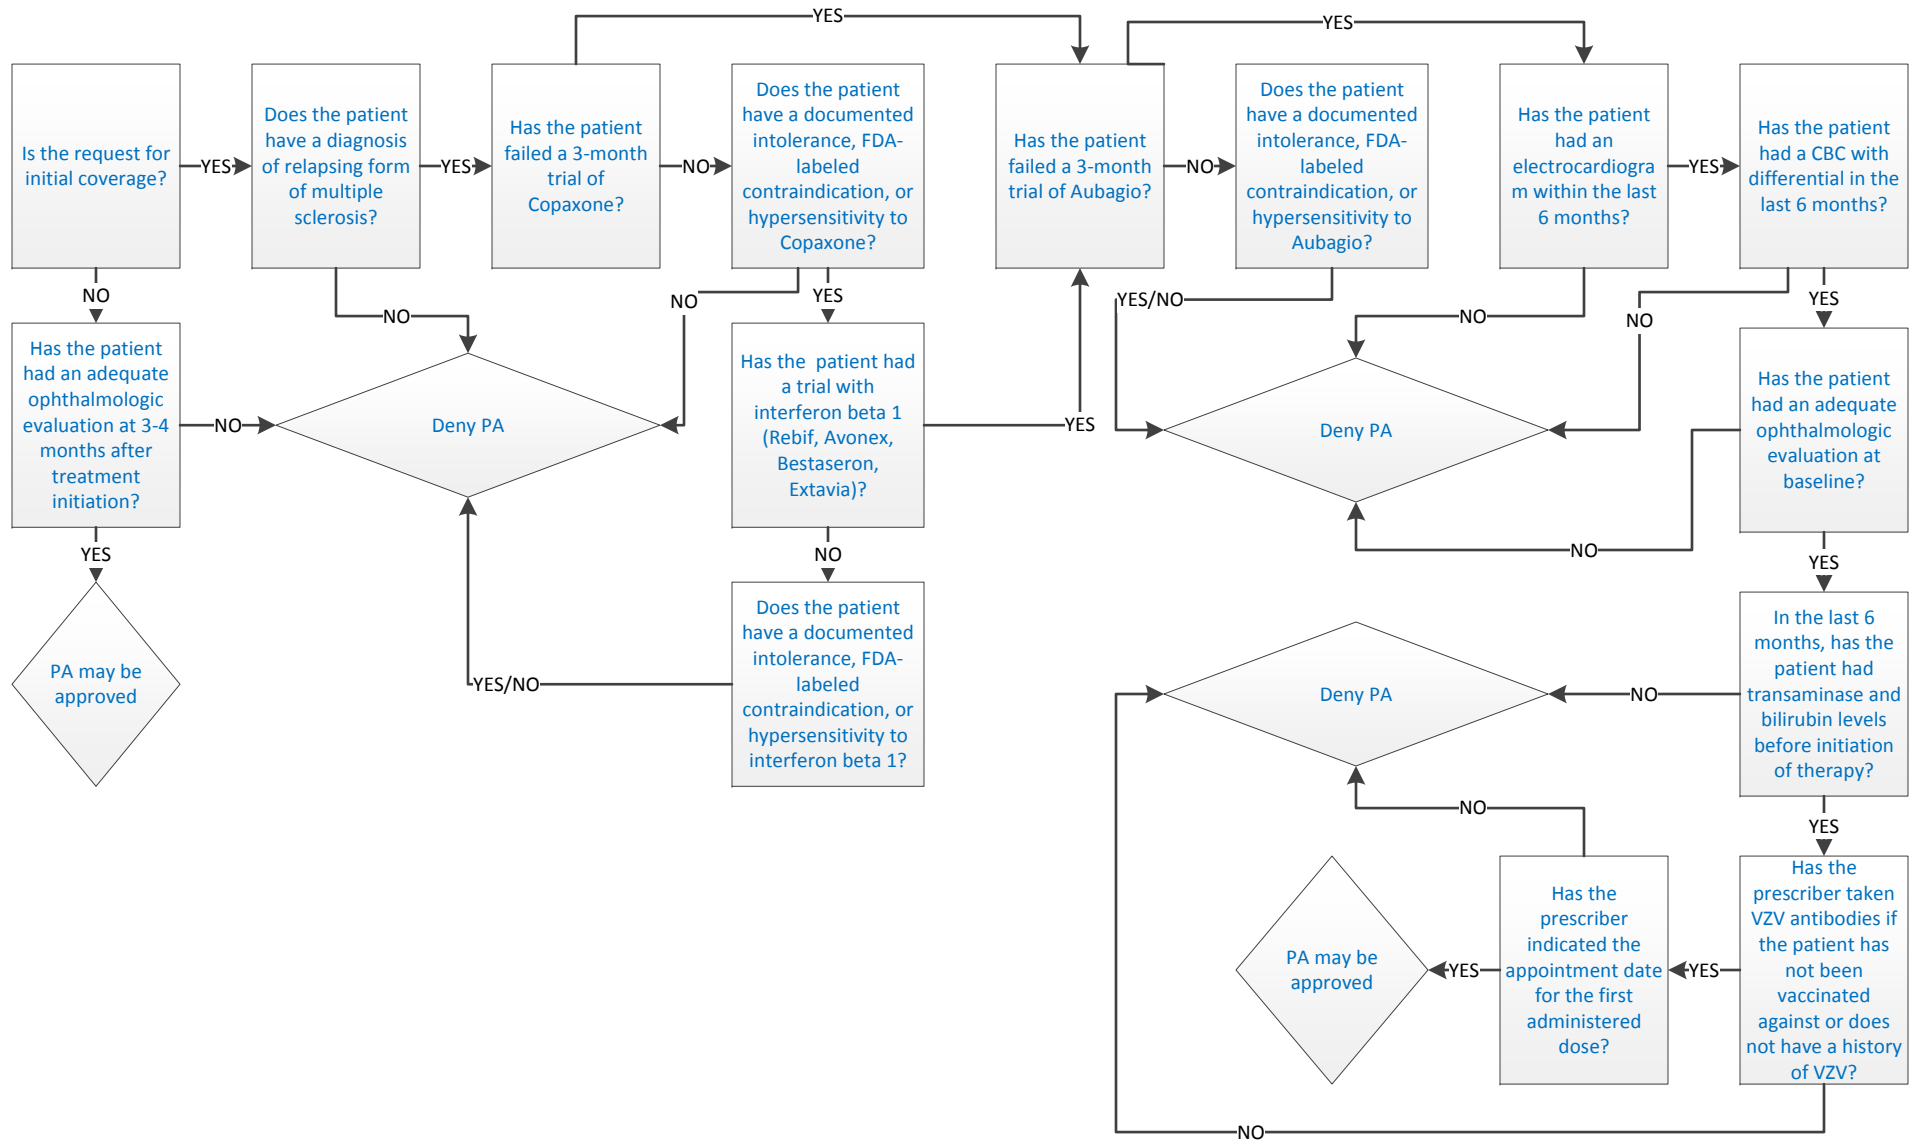 YES
YES
Is the request for
initial coverage?
YES
Does the patient
have a diagnosis
of relapsing form
of multiple
sclerosis?
YES
Has the patient
failed a 3-month
trial of
Copaxone?
NO
Does the patient
have a documented
intolerance, FDA-
labeled
contraindication, or
hypersensitivity to
Copaxone?
Has the patient
failed a 3-month
trial of Aubagio?
NO
Does the patient
have a documented
intolerance, FDA-
labeled
contraindication, or
hypersensitivity to
Aubagio?
Has the patient
had an
electrocardiogra
m within the last
6 months?
YES
Has the patient
had a CBC with
differential in the
last 6 months?
NO
NO
NO
YES
YES/NO
NO
NO
YES
Has the patient
had an adequate
ophthalmologic
evaluation at 3-4
months after
treatment
initiation?
NO
Deny PA
Has the  patient had
a trial with
interferon beta 1
(Rebif, Avonex,
Bestaseron,
Extavia)?
YES
Deny PA
Has the patient
had an adequate
ophthalmologic
evaluation at
baseline?
YES
NO
NO
YES
PA may be
approved
YES/NO
Does the patient
have a documented
intolerance, FDA-
labeled
contraindication, or
hypersensitivity to
interferon beta 1?
Deny PA
NO
In the last 6
months, has the
patient had
transaminase and
bilirubin levels
before initiation
of therapy?
NO
YES
PA may be
approved
YES
Has the
prescriber
indicated the
appointment date
for the first
administered
dose?
YES
Has the
prescriber taken
VZV antibodies if
the patient has
not been
vaccinated
against or does
not have a history
of VZV?
NO